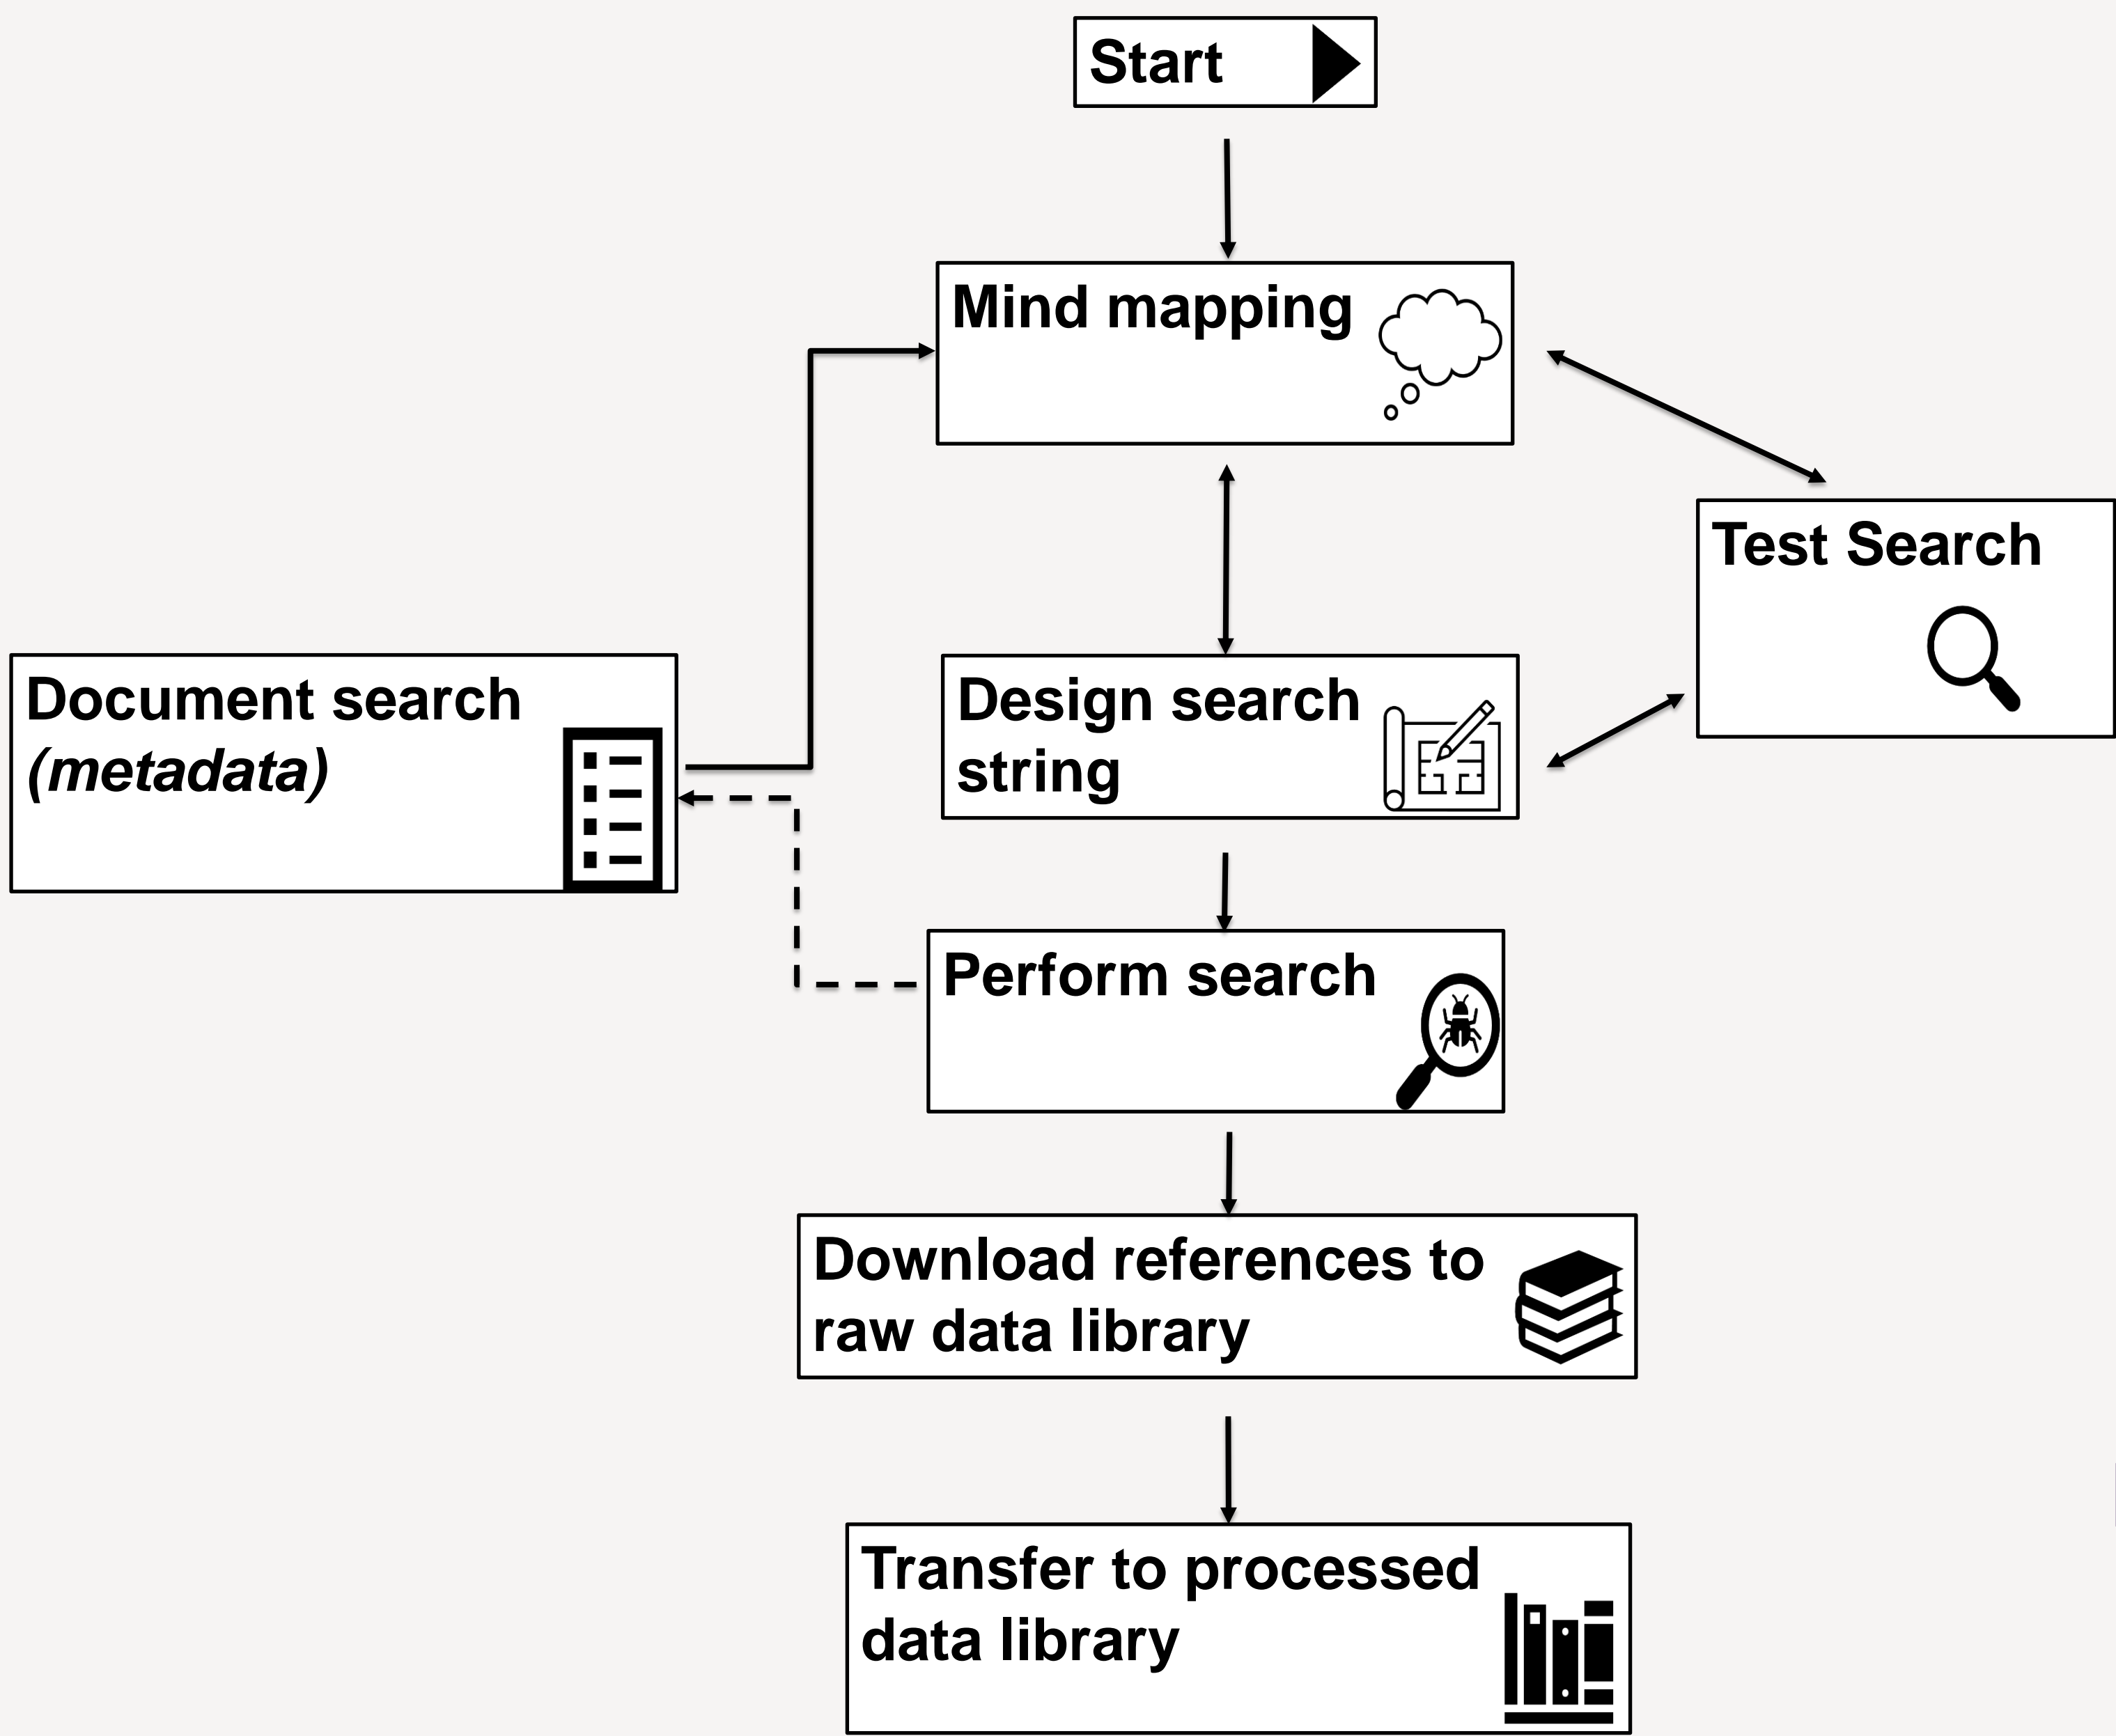 Start
Mind mapping
Test Search
Document search
(metadata)
Design search
string
Perform search
Download references to
raw data library
Transfer to processed
data library